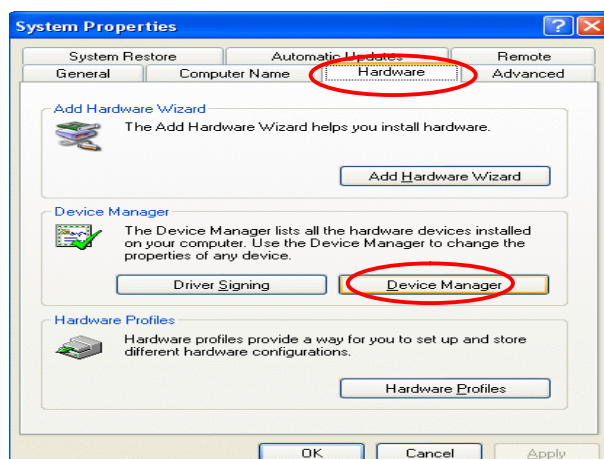 System Properties
System Restore Automatic Updates Remote
General Computer Name Hardware Advanced
Add Hardware Wizard
The Add Hardware Wizard helps you install hardware.
Add Hardware Wizard
Device Manager
The Device Manager lists all the hardware devices installed
on your computer. Use the Device Manager to change the
properties of any device.
Driver Signing Device Manager
Hardware Profiles
Hardware profiles provide a way for you to set up and store
different hardware configurations.
Hardware Profiles
OK Cancel Apply